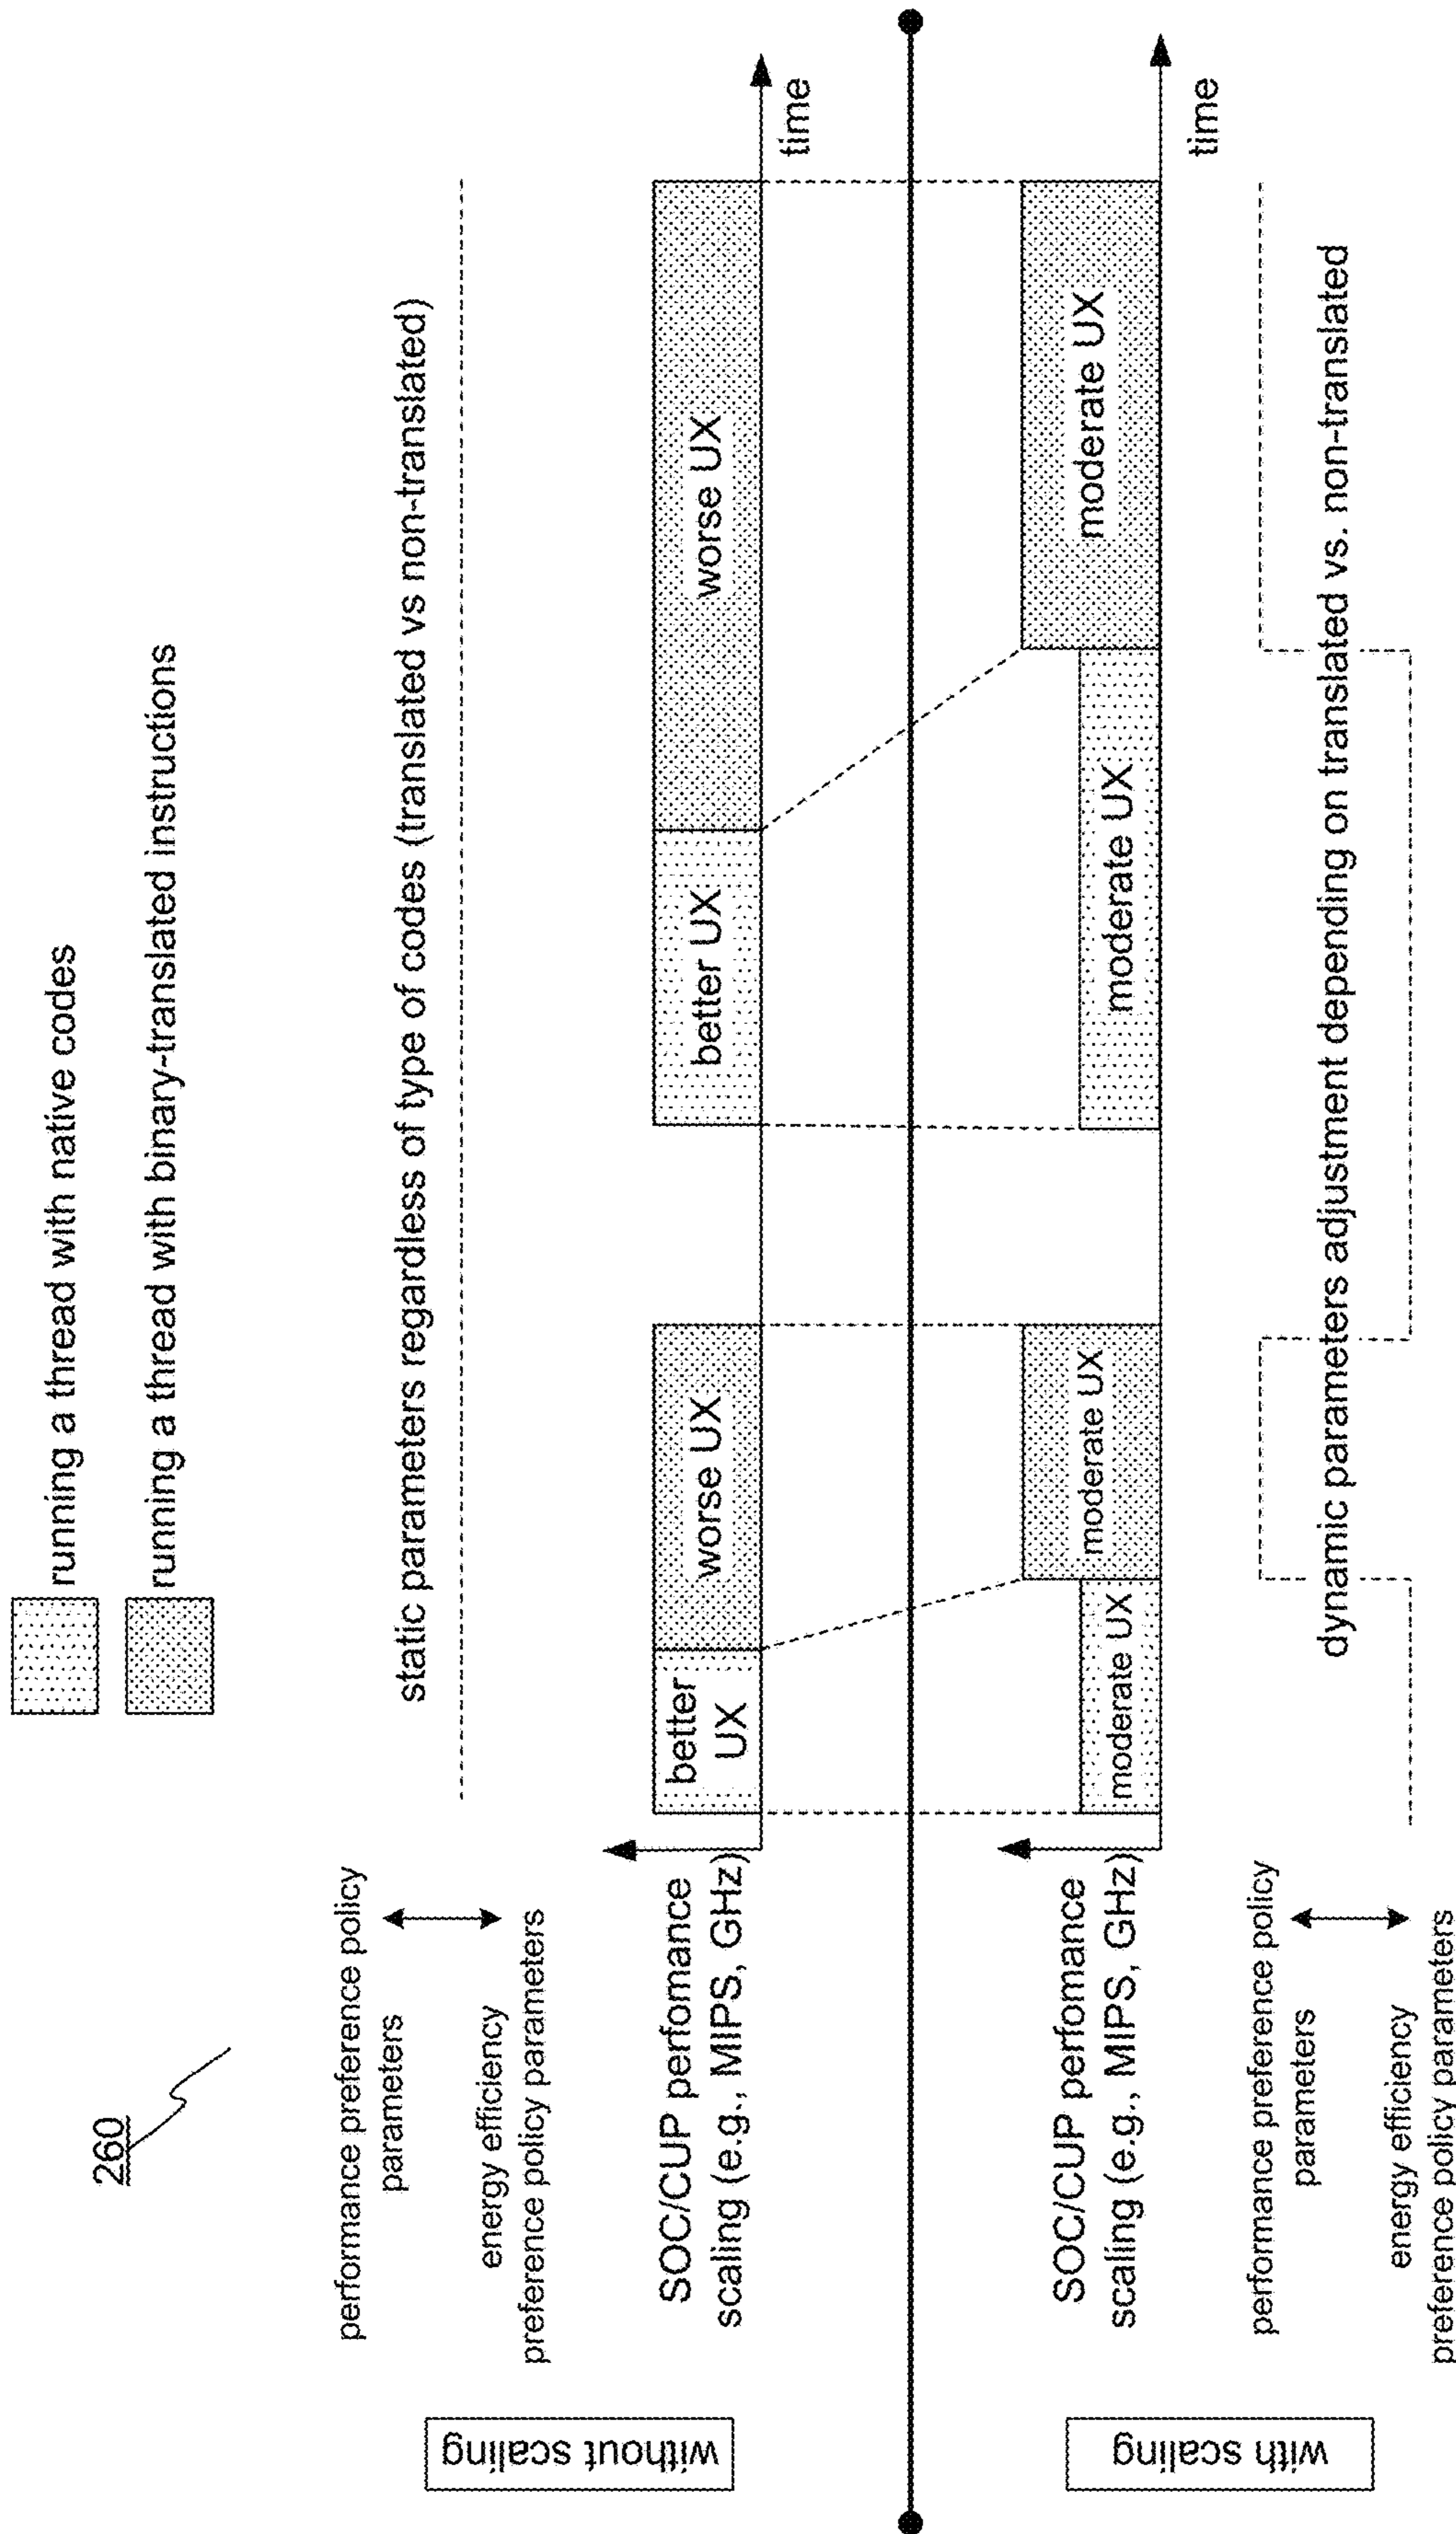 260
running a thread with native codes
running a thread with binary-translated instructions
without scaling
performance preference policy
parameters
energy efficiency
preference policy parameters
static parameters regardless of type of codes (translated vs non-translated)
SOC/CUP perfomance
scaling (e.g., MIPS, GHz)
better
UX
worse UX
better UX
worse UX
time
with scaling
SOC/CUP perfomance
scaling (e.g., MIPS, GHz)
moderate UX
moderate UX
moderate UX
moderate UX
time
performance preference policy
parameters
energy efficiency
preference policy parameters
dynamic parameters adjustment depending on translated vs. non-translated